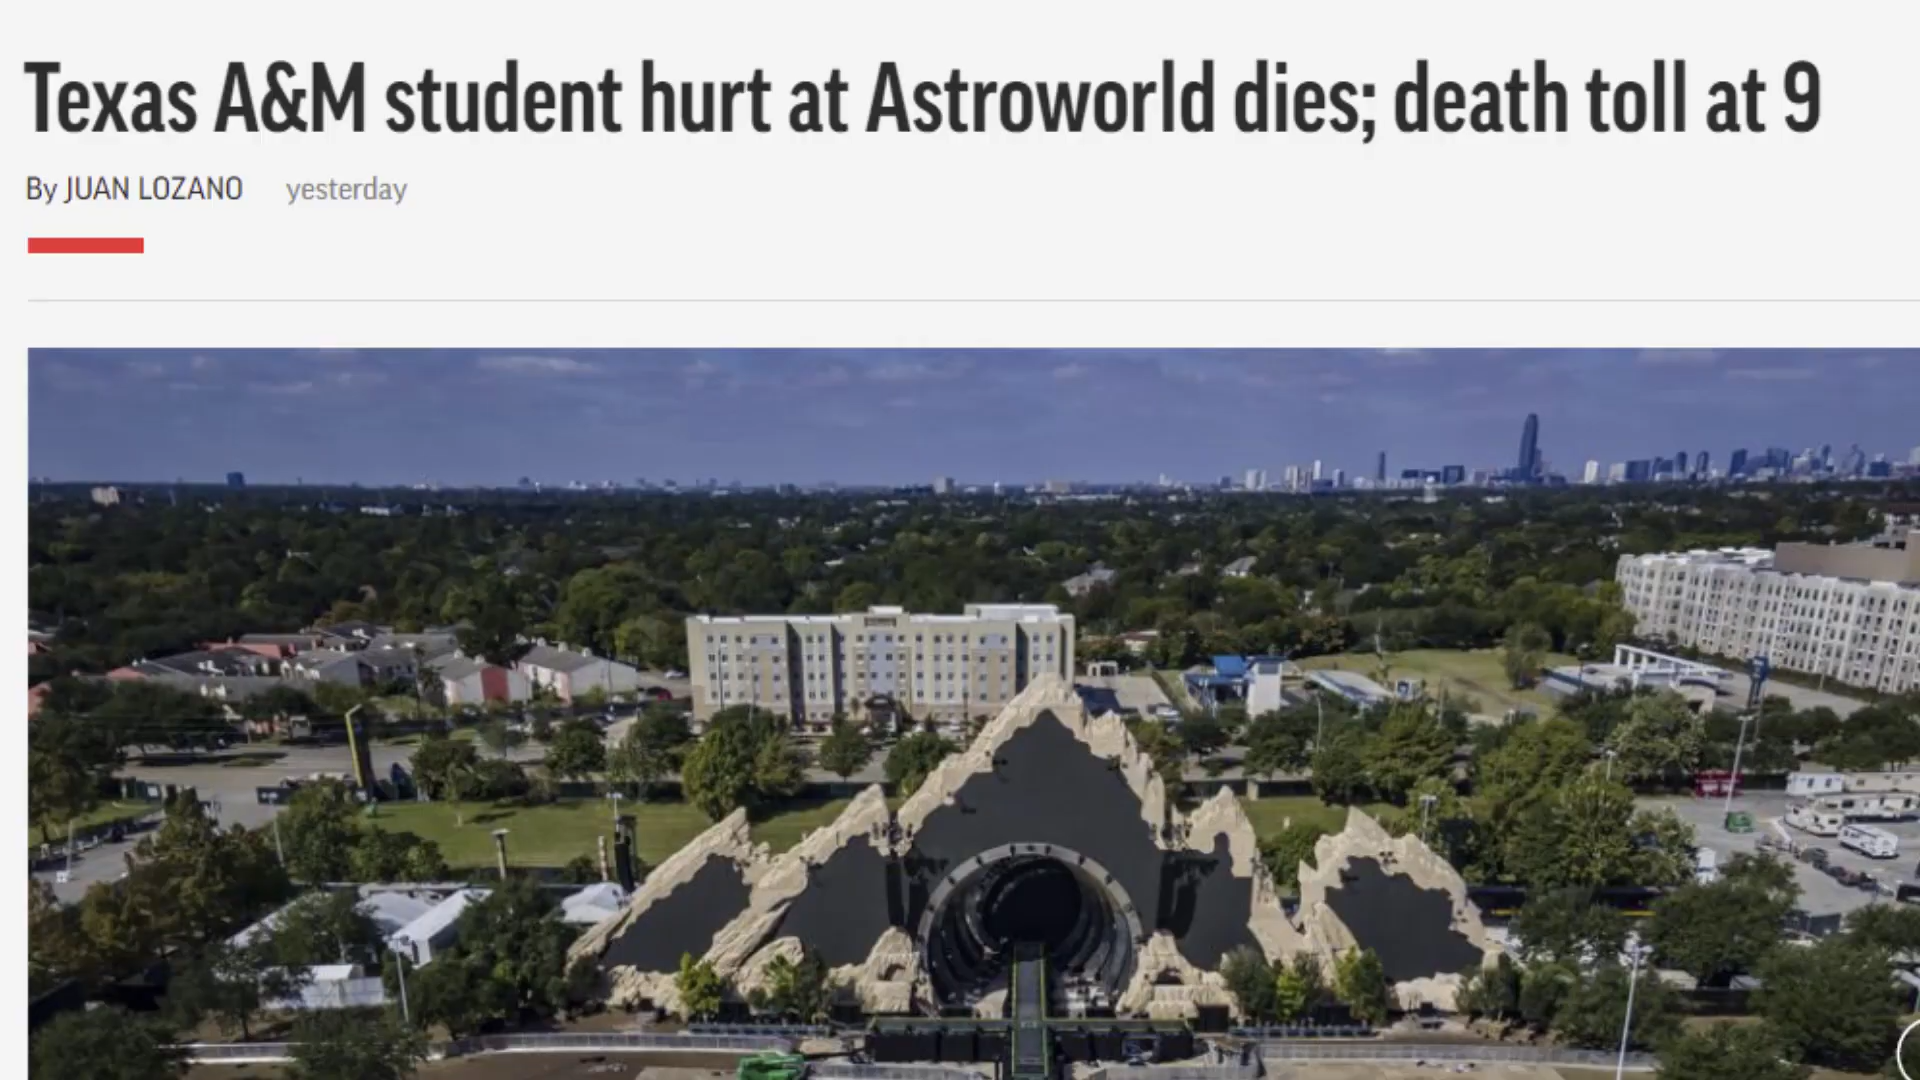 Texas A&M student hurt at Astroworld dies; death toll at 9
By JUAN LOZANO yesterday